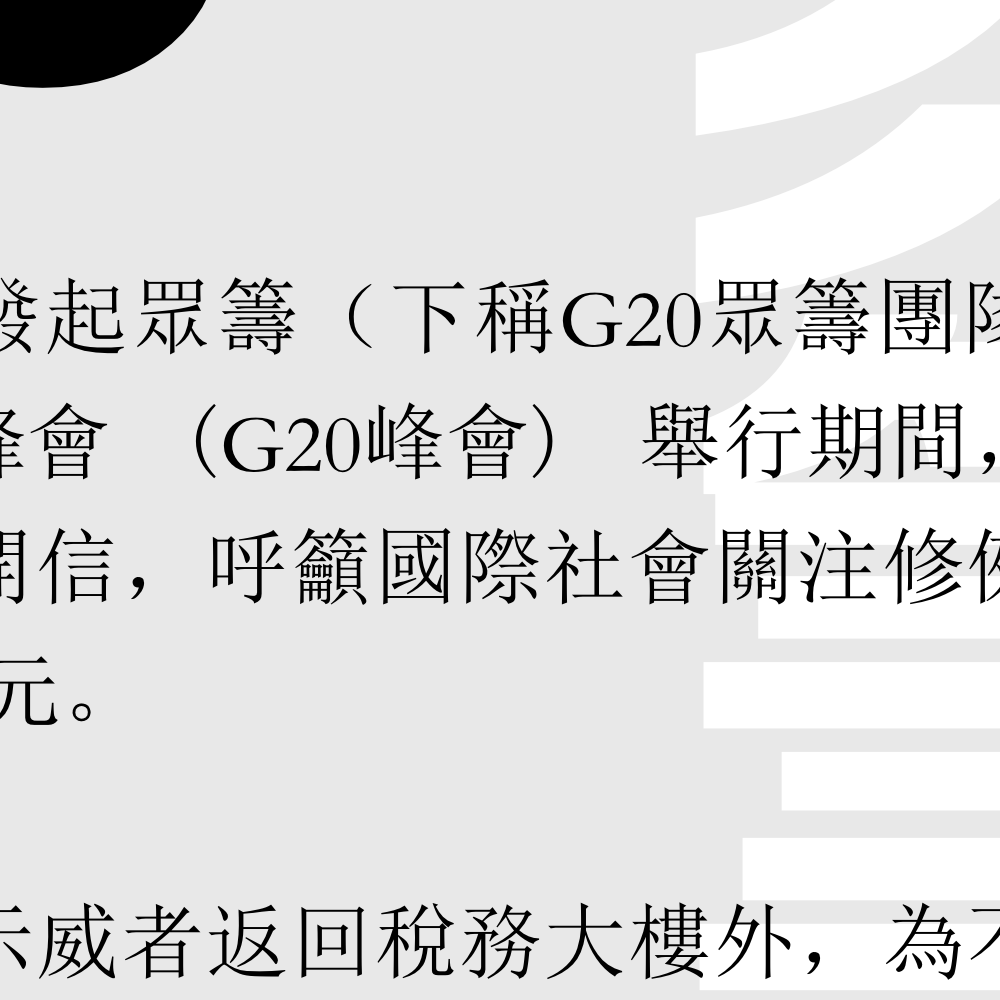 發起眾籌（下稱G20眾籌團隊
峰會 （G20峰會） 舉行期間，
開信，呼籲國際社會關注修例
元。
示威者返回稅務大樓外，為不